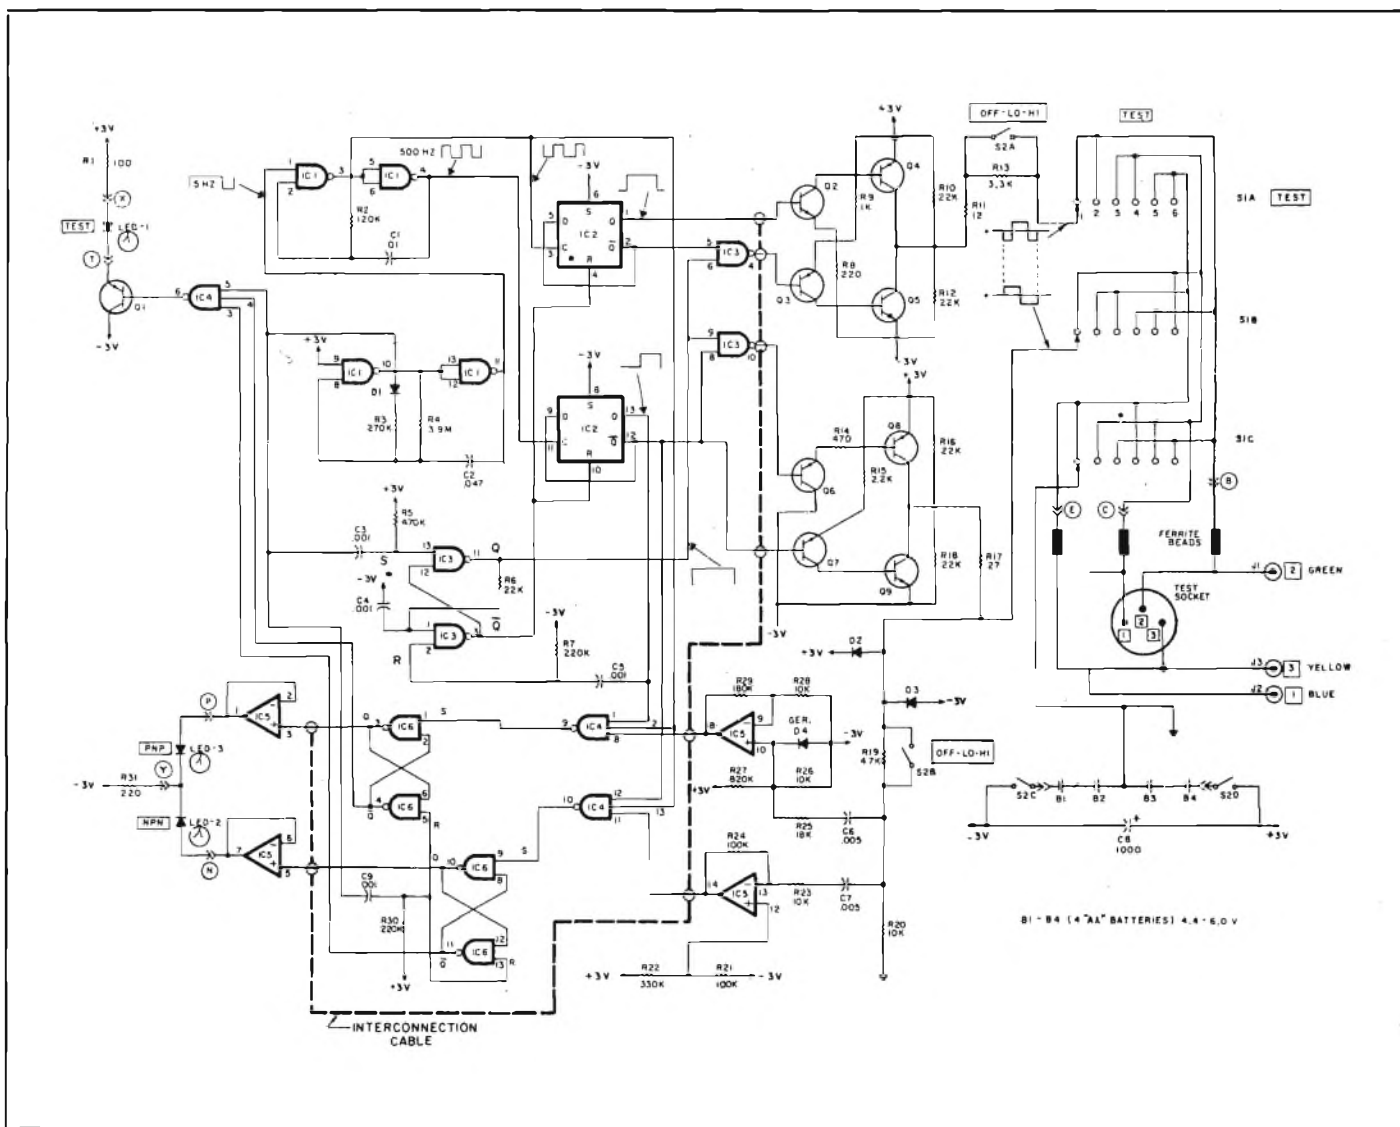 +3V
R1
100
X
TEST
LED-1
T
Q1
-3V
6
IC4
5
4
3
5HZ
1
2
IC1
3
R2
120K
C1
.01
5
6
IC1
4
500 HZ
+3V
9
8
IC1
10
D1
R3
270K
R4
3.9M
13
12
IC1
11
C2
.047
-3V
6
S
5
D
Q
1
IC2
3
C
Q
2
R
4
-3V
8
S
9
D
Q
13
IC2
11
C
Q
12
R
10
5
6
IC3
4
9
8
IC3
10
+3V
R5
470K
C3
.001
S
-3V
C4
.001
13
12
IC3
11
Q
R6
22K
1
2
IC3
3
Q
R
-3V
R7
220K
C5
.001
+3V
Q2
Q3
Q4
Q5
R9
1K
R8
220
R10
22K
R12
22K
-3V
OFF-LO-HI
S2A
R13
3.3K
R11
12
+3V
R14
470
Q8
R15
2.2K
R16
22K
Q6
Q7
Q9
R18
22K
R17
27
-3V
TEST
1
2
3
4
5
6
S1A
TEST
S1B
S1C
E
C
B
FERRITE
BEADS
J1
2
GREEN
TEST
SOCKET
1
2
3
J3
3
YELLOW
J2
1
BLUE
+3V
D2
D3
-3V
R19
47K
S2B
OFF-LO-HI
R29
180K
R28
10K
GER.
D4
-3V
8
IC5
9
10
R27
820K
+3V
R26
10K
R25
18K
C6
.005
R24
100K
14
IC5
13
12
R23
10K
C7
.005
R20
10K
+3V
R22
330K
R21
100K
-3V
P
1
IC5
2
3
PNP
LED-3
-3V
R31
220
Y
NPN
LED-2
N
7
IC5
6
5
Q
3
IC6
1
2
S
9
IC4
1
2
8
4
Q
IC6
6
5
R
10
IC4
12
13
11
S
Q
10
IC6
9
8
C9
.001
R30
220K
+3V
11
Q
IC6
12
13
R
INTERCONNECTION
CABLE
S2C
B1
B2
B3
B4
S2D
-3V
C8
1000
+3V
B1 - B4 (4 "AA" BATTERIES) 4.4-6.0 V